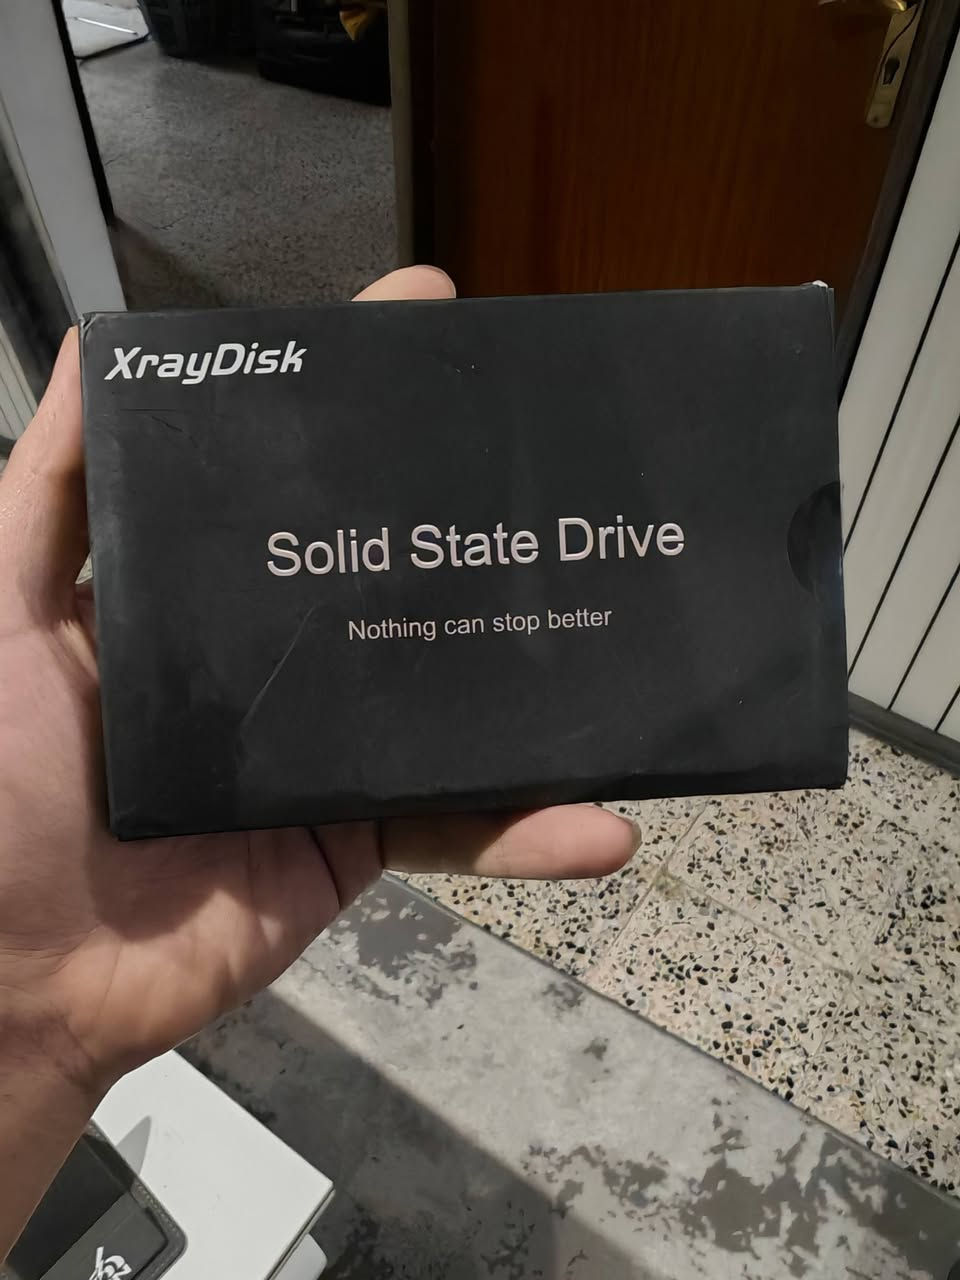 XrayDisk
Solid State Drive
Nothing can stop better